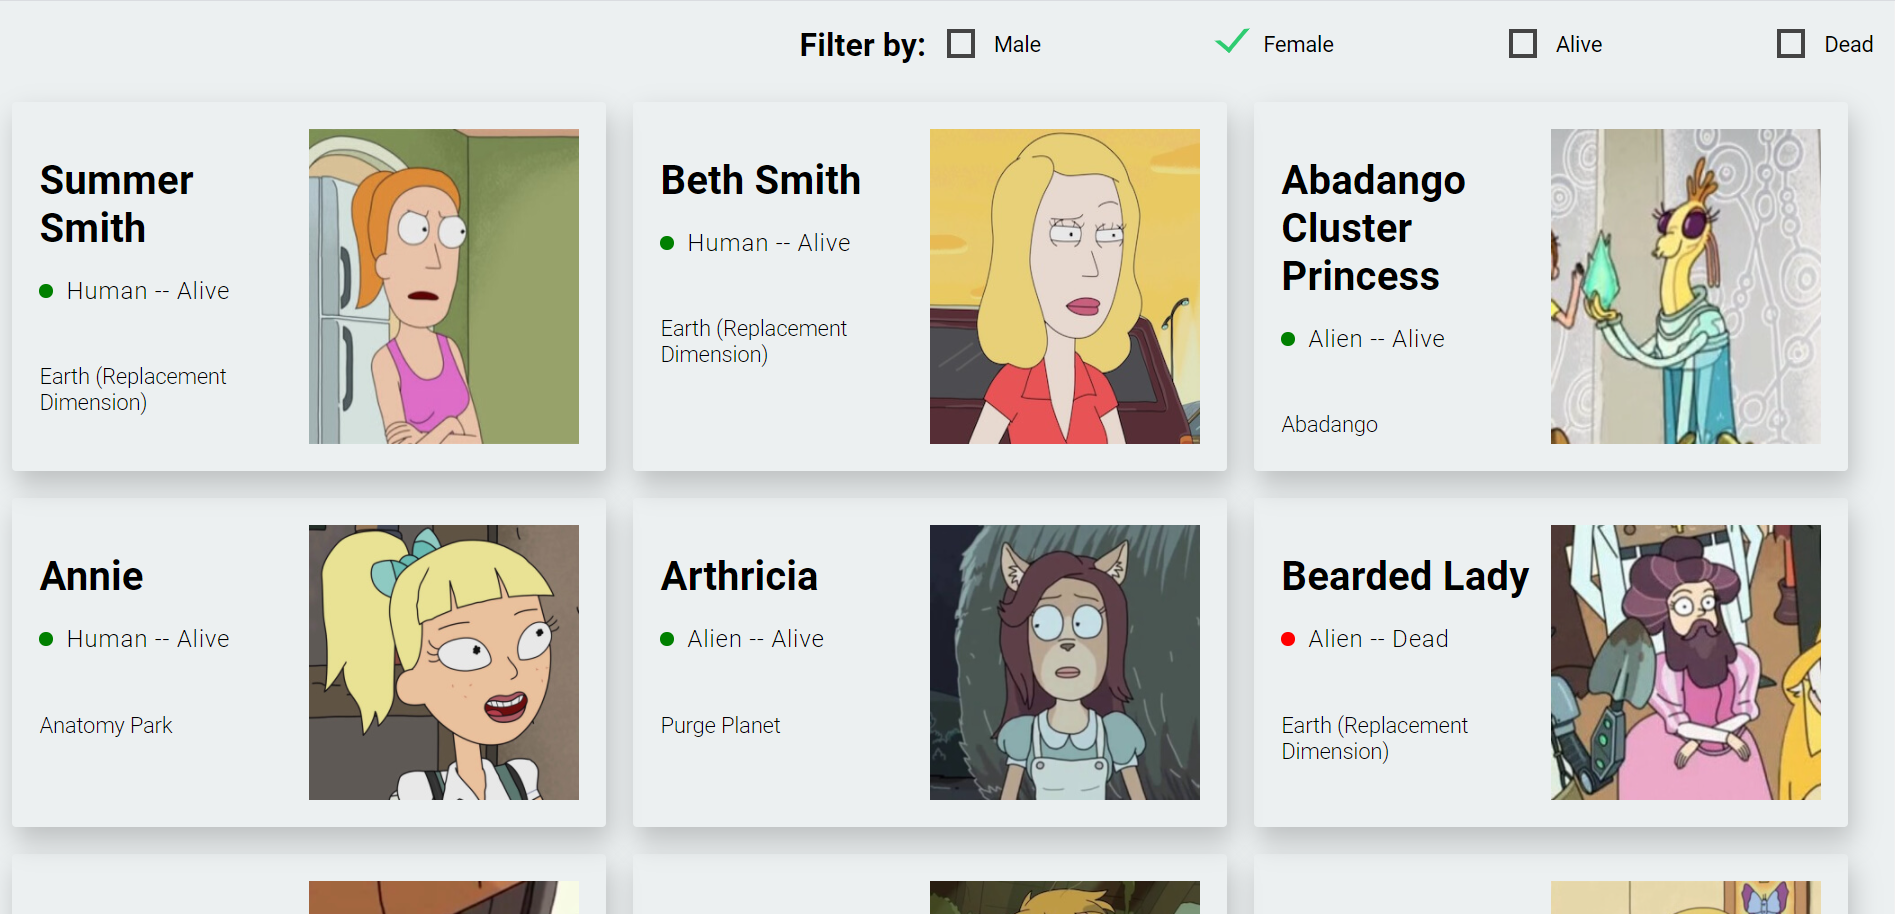 Filter by: Male Female Alive Dead
Summer
Smith
Human -- Alive
Earth (Replacement
Dimension)
Beth Smith
Human -- Alive
Earth (Replacement
Dimension)
Abadango
Cluster
Princess
Alien -- Alive
Abadango
Annie
Human -- Alive
Anatomy Park
Arthricia
Alien -- Alive
Purge Planet
Bearded Lady
Alien -- Dead
Earth (Replacement
Dimension)